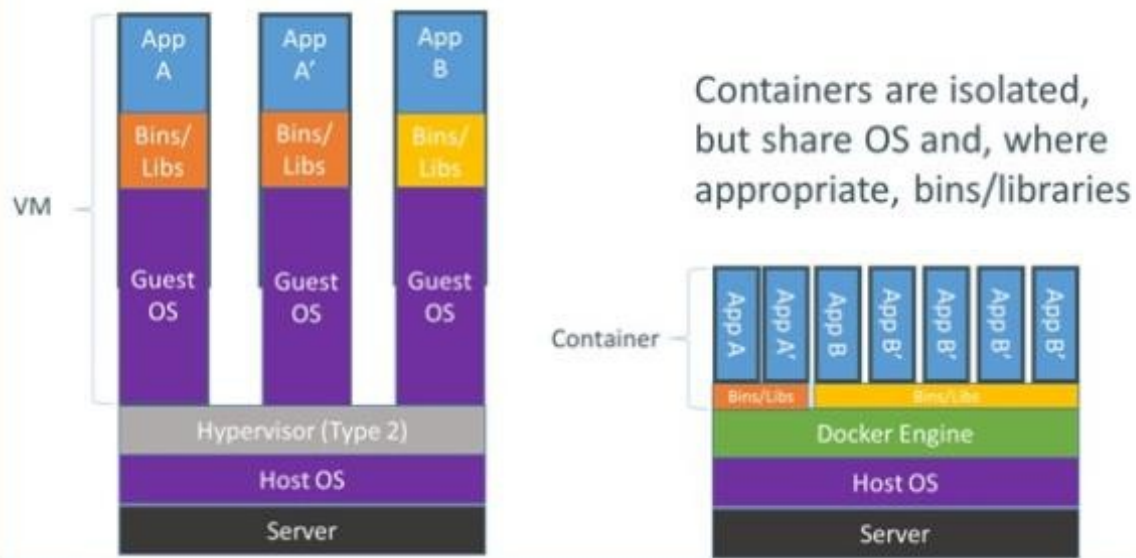 App
A
App
A'
App
B
Bins/
Libs
Bins/
Libs
Bins/
Libs
VM
Guest
OS
Guest
OS
Guest
OS
Hypervisor (Type 2)
Host OS
Server
Containers are isolated,
but share OS and, where
appropriate, bins/libraries
Container
App A
App A'
App B
App B'
App B'
App B'
App B'
Bins/Libs
Bins/Libs
Docker Engine
Host OS
Server